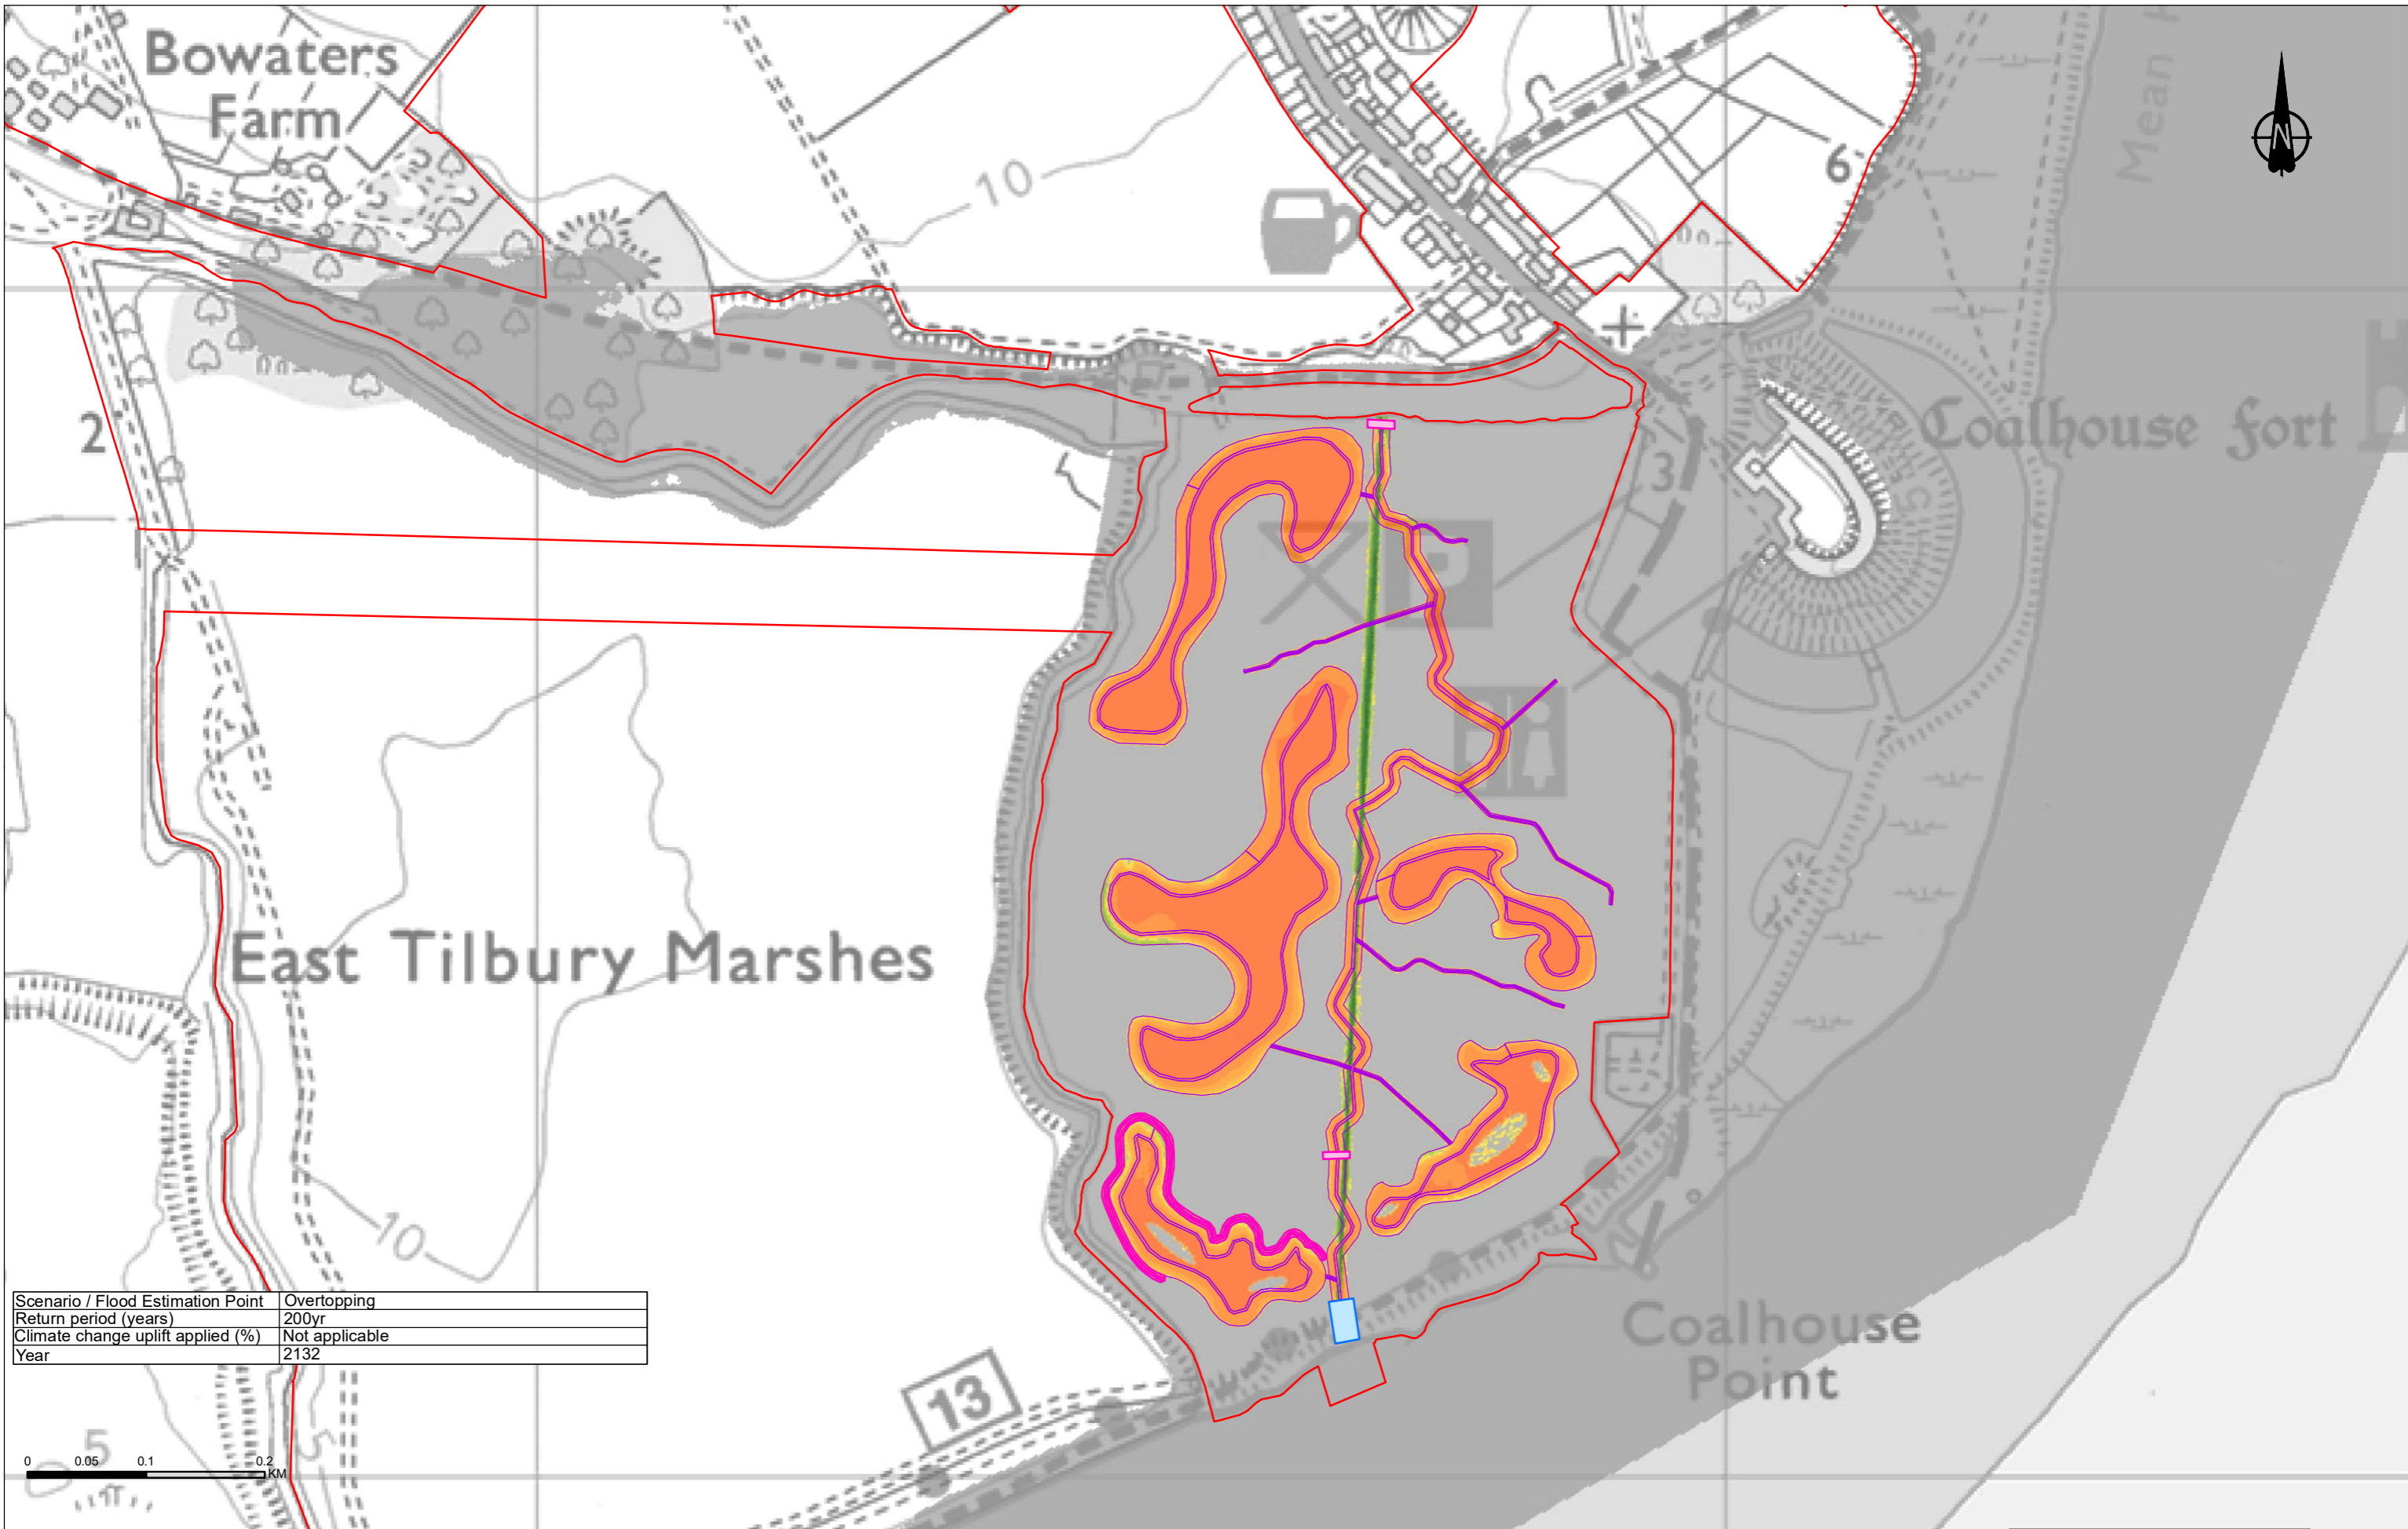 Bowaters
Farm
10
6
Mean H
N
2
+
3
Coalhouse Fort
P
East Tilbury Marshes
10
Scenario / Flood Estimation Point Overtopping
Return period (years) 200yr
Climate change uplift applied (%) Not applicable
Year 2132
Coalhouse
Point
13
5
0 0.05 0.1 0.2
KM